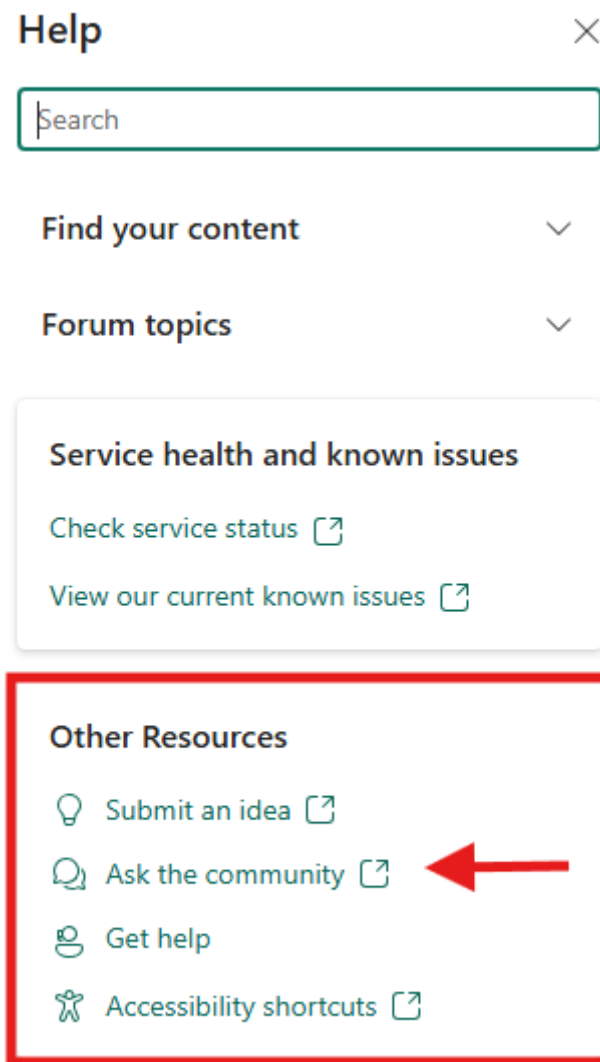 Help
Search
Find your content
Forum topics
Service health and known issues
Check service status
View our current known issues
Other Resources
Submit an idea
Ask the community
Get help
Accessibility shortcuts